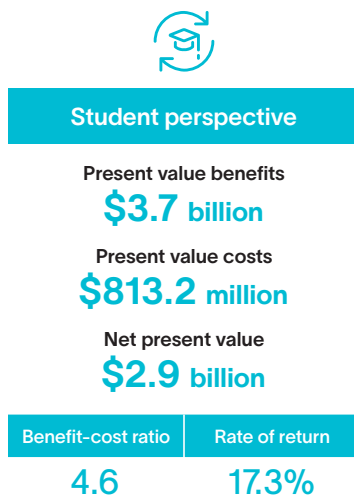 Student perspective
Present value benefits
$3.7 billion
Present value costs
$813.2 million
Net present value
$2.9 billion
Benefit-cost ratio Rate of return
4.6 17.3%